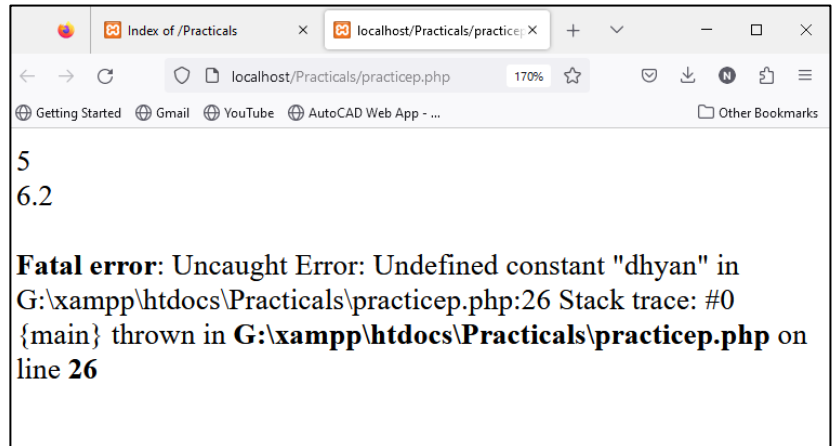 Index of /Practicals
localhost/Practicals/practicep
localhost/Practicals/practicep.php 170% N
Getting Started Gmail YouTube AutoCAD Web App - ... Other Bookmarks
5
6.2
Fatal error: Uncaught Error: Undefined constant "dhyan" in
G:\xampp\htdocs\Practicals\practicep.php:26 Stack trace: #0
{main} thrown in G:\xampp\htdocs\Practicals\practicep.php on
line 26